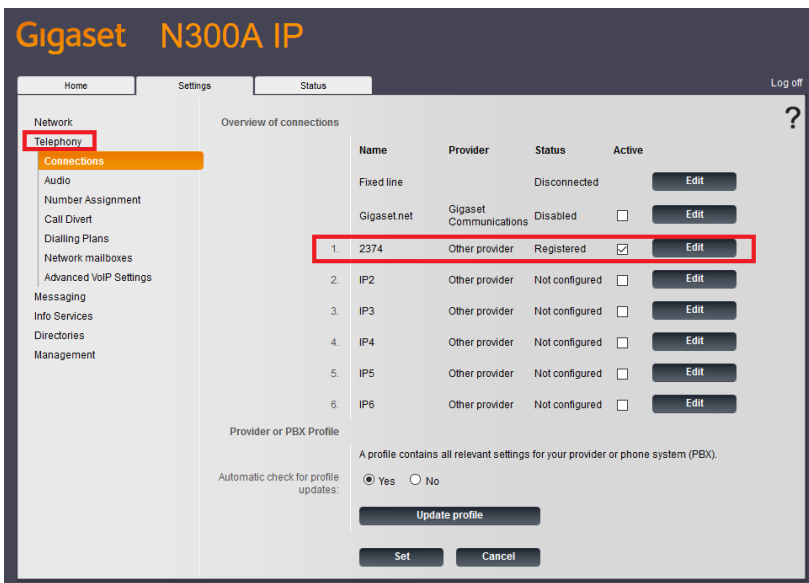 Gigaset N300A IP
Home Settings Status Log off
?
Network
Telephony
Connections
Audio
Number Assignment
Call Divert
Dialling Plans
Network mailboxes
Advanced VoIP Settings
Messaging
Info Services
Directories
Management
Overview of connections
Name Provider Status Active
Fixed line Disconnected Edit
Gigaset.net Gigaset Communications Disabled Edit
1. 2374 Other provider Registered Edit
2. IP2 Other provider Not configured Edit
3. IP3 Other provider Not configured Edit
4. IP4 Other provider Not configured Edit
5. IP5 Other provider Not configured Edit
6. IP6 Other provider Not configured Edit
Provider or PBX Profile
A profile contains all relevant settings for your provider or phone system (PBX).
Automatic check for profile
updates:
Yes No
Update profile
Set Cancel